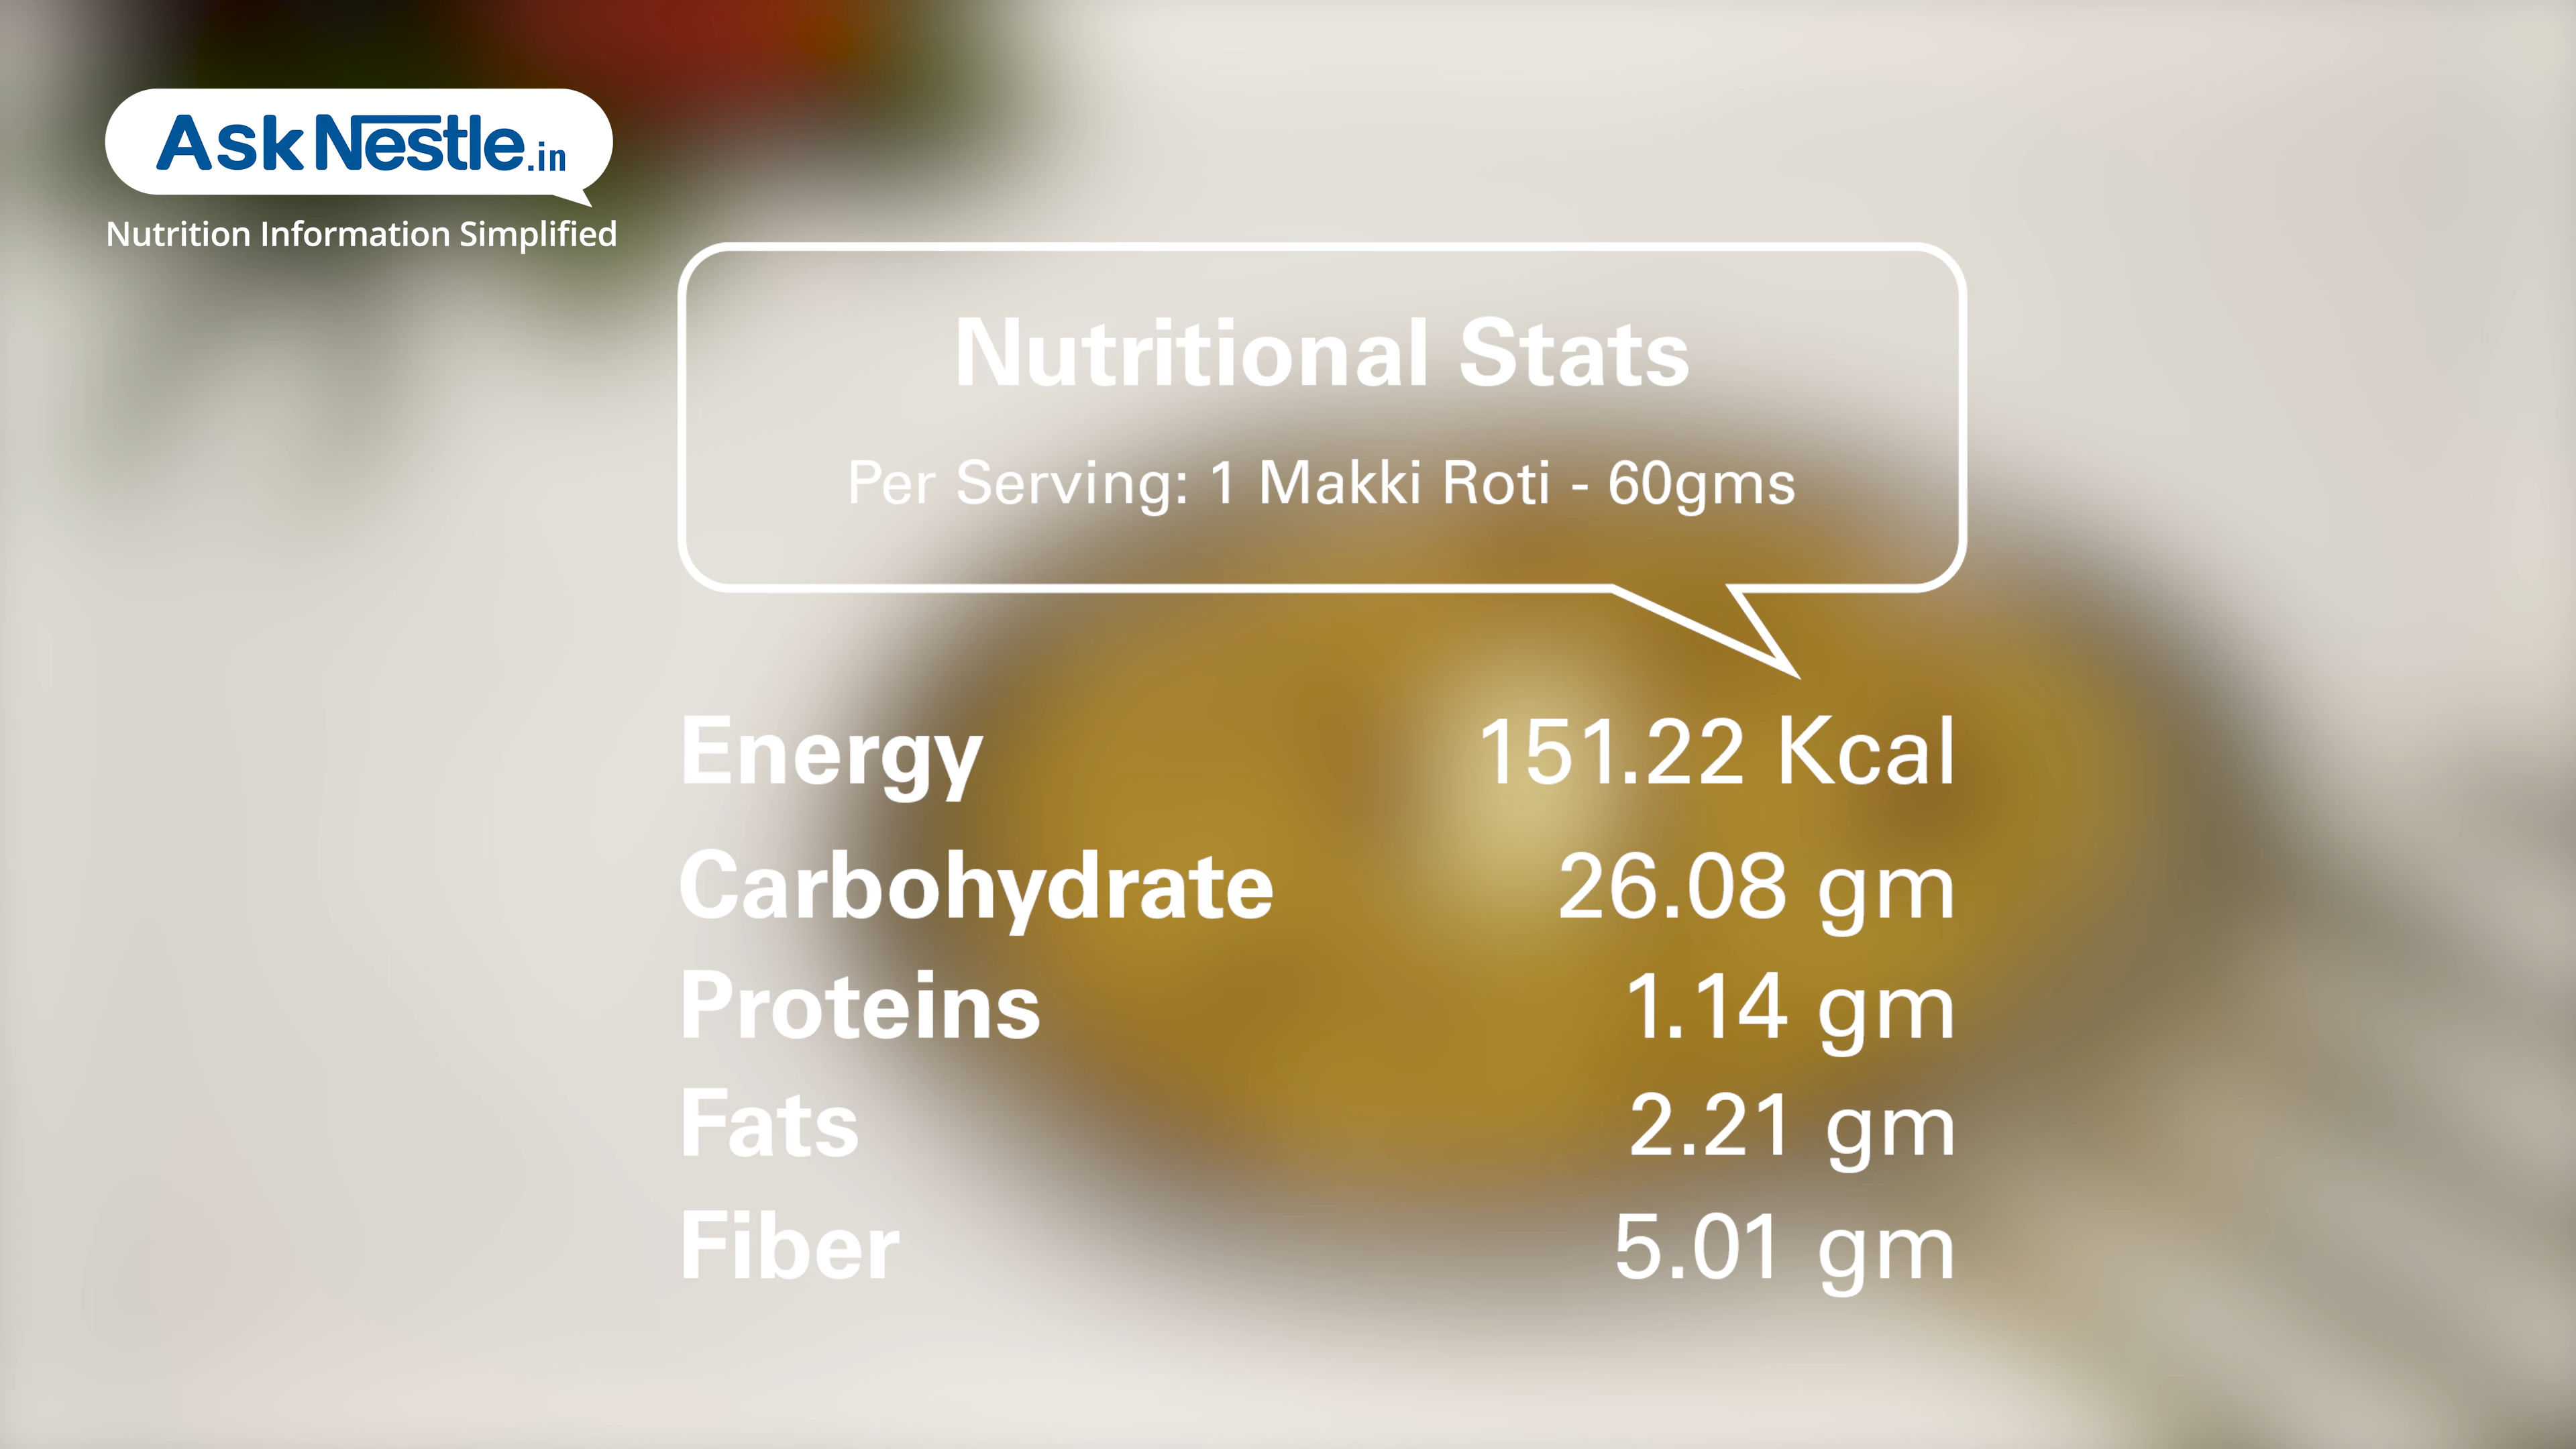 AskNestle.in
Nutrition Information Simplified
Nutritional Stats
Per Serving: 1 Makki Roti - 60gms
Energy 151.22 Kcal
Carbohydrate 26.08 gm
Proteins 1.14 gm
Fats 2.21 gm
Fiber 5.01 gm